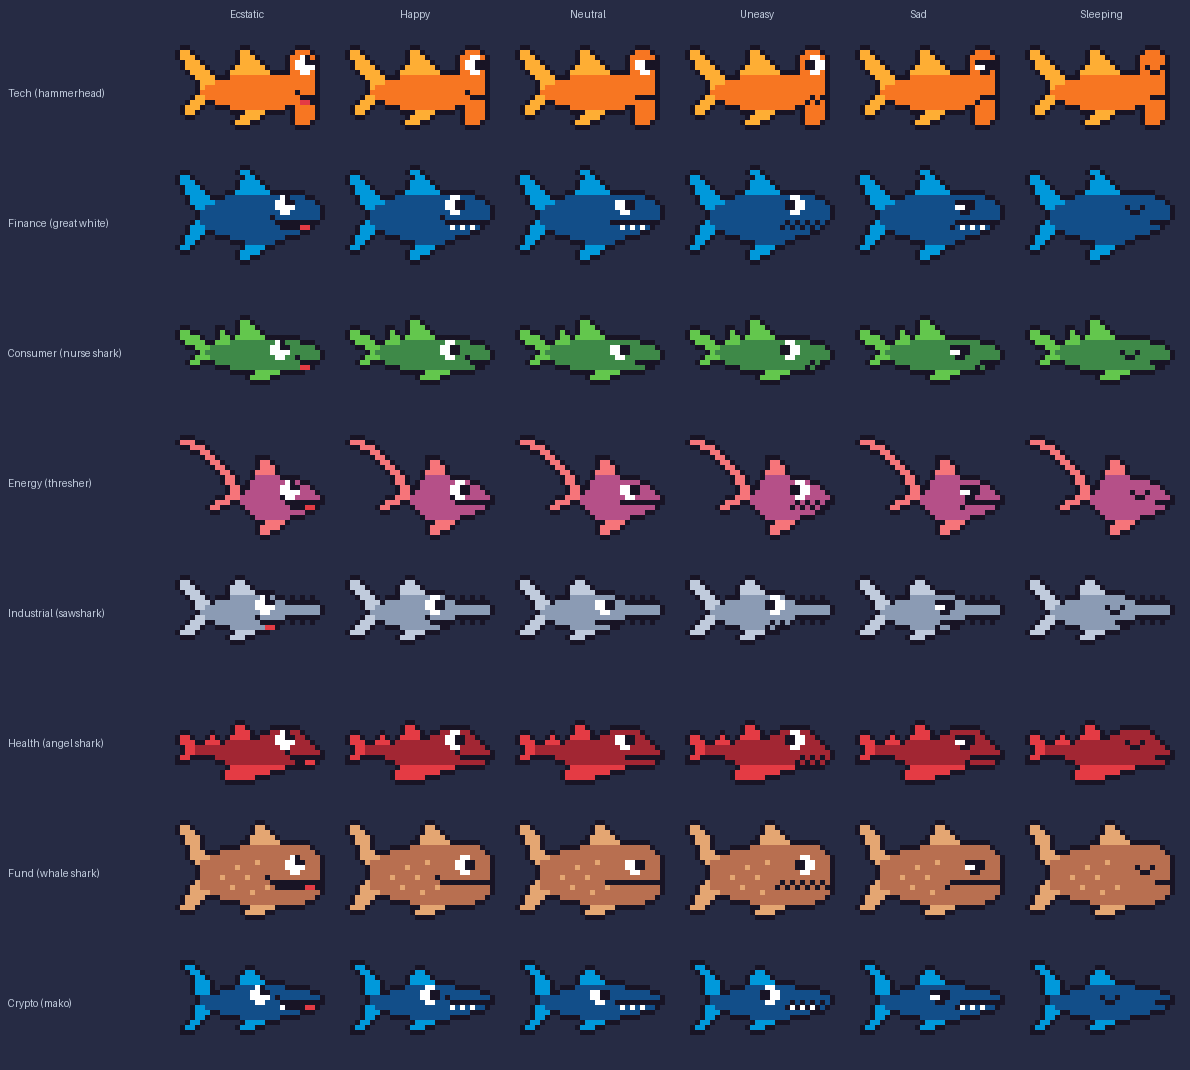 Ecstatic Happy Neutral Uneasy Sad Sleeping
Tech (hammerhead)
Finance (great white)
Consumer (nurse shark)
Energy (thresher)
Industrial (sawshark)
Health (angel shark)
Fund (whale shark)
Crypto (mako)